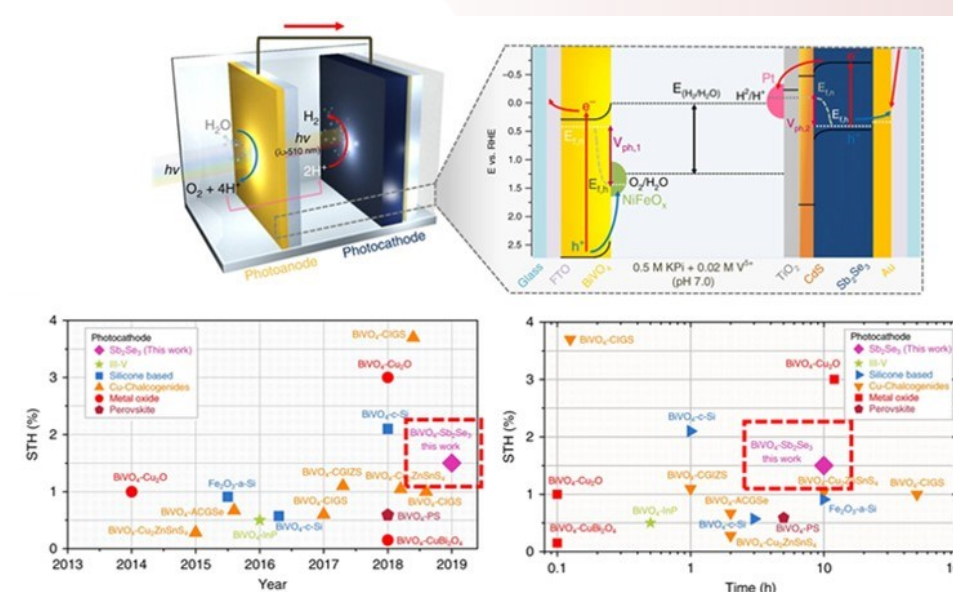 H₂O
hν
O₂ + 4H⁺
H₂
hν
(λ>510 nm)
2H⁺
Photoanode
Photocathode
E vs. RHE
−0.5
0.0
0.5
1.0
1.5
2.0
2.5
e⁻
E_f,n
V_ph,1
E_f,h
h⁺
O₂/H₂O
NiFeOₓ
E(H₂/H₂O)
Pt
H²/H⁺
V_ph,2
E_f,n
E_f,h
h⁺
Glass
FTO
BiVO₄
0.5 M KPi + 0.02 M V⁵⁺
(pH 7.0)
TiO₂
CdS
Sb₂Se₃
Au
STH (%)
4
3
2
1
0
2013 2014 2015 2016 2017 2018 2019
Year
Photocathode
Sb₂Se₃ (This work)
III-V
Silicone based
Cu-Chalcogenides
Metal oxide
Perovskite
BiVO₄-CIGS
BiVO₄-Cu₂O
BiVO₄-c-Si
BiVO₄-Sb₂Se₃
this work
BiVO₄-Cu₂O
Fe₂O₃-a-Si
BiVO₄-CGIZS
BiVO₄-Cu₂ZnSnS₄
BiVO₄-ACGSe
BiVO₄-CIGS
BiVO₄-CIGS
BiVO₄-Cu₂ZnSnS₄
BiVO₄-InP
BiVO₄-c-Si
BiVO₄-PS
BiVO₄-CuBi₂O₄
STH (%)
4
3
2
1
0
0.1 1 10
Time (h)
Photocathode
Sb₂Se₃ (This work)
III-V
Silicone based
Cu-Chalcogenides
Metal oxide
Perovskite
BiVO₄-CIGS
BiVO₄-Cu₂O
BiVO₄-c-Si
BiVO₄-Sb₂Se₃
this work
BiVO₄-Cu₂O
BiVO₄-CGIZS
BiVO₄-Cu₂ZnSnS₄
BiVO₄-CIGS
BiVO₄-ACGSe
Fe₂O₃-a-Si
BiVO₄-CuBi₂O₄
BiVO₄-InP
BiVO₄-c-Si
BiVO₄-PS
BiVO₄-Cu₂ZnSnS₄